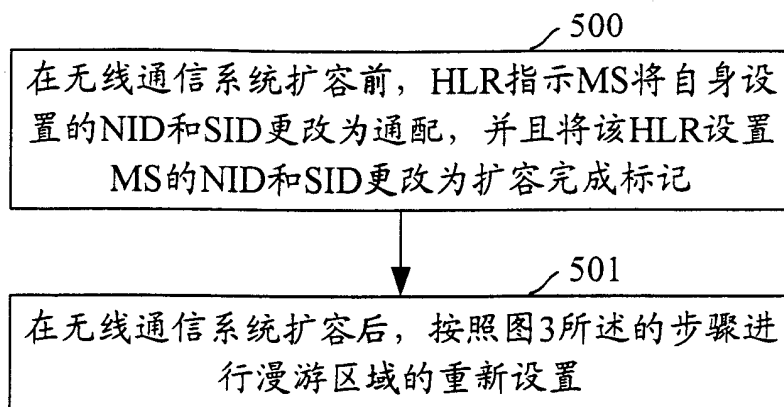 500
在无线通信系统扩容前，HLR指示MS将自身设
置的NID和SID更改为通配，并且将该HLR设置
MS的NID和SID更改为扩容完成标记
501
在无线通信系统扩容后，按照图3所述的步骤进
行漫游区域的重新设置